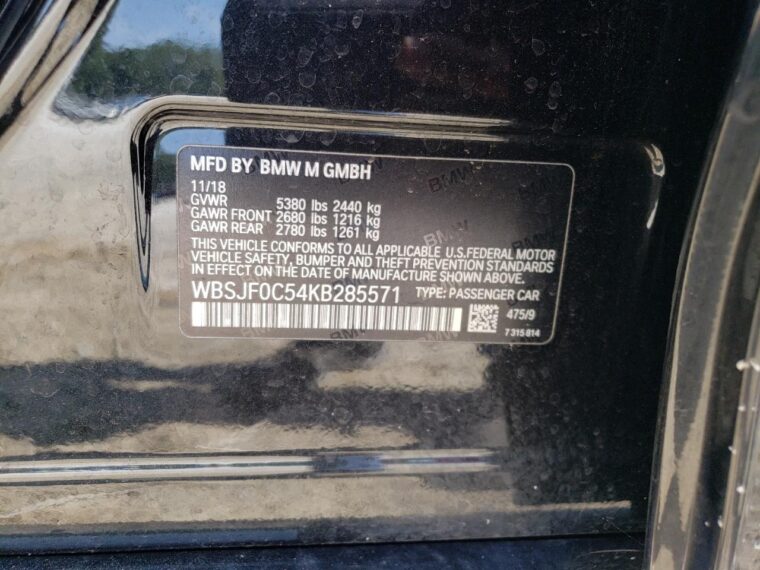 MFD BY BMW M GMBH
11/18
GVWR 5380 lbs 2440 kg
GAWR FRONT 2680 lbs 1216 kg
GAWR REAR 2780 lbs 1261 kg
THIS VEHICLE CONFORMS TO ALL APPLICABLE U.S.FEDERAL MOTOR
VEHICLE SAFETY, BUMPER AND THEFT PREVENTION STANDARDS
IN EFFECT ON THE DATE OF MANUFACTURE SHOWN ABOVE.
WBSJF0C54KB285571 TYPE: PASSENGER CAR
475/9
7 315 814